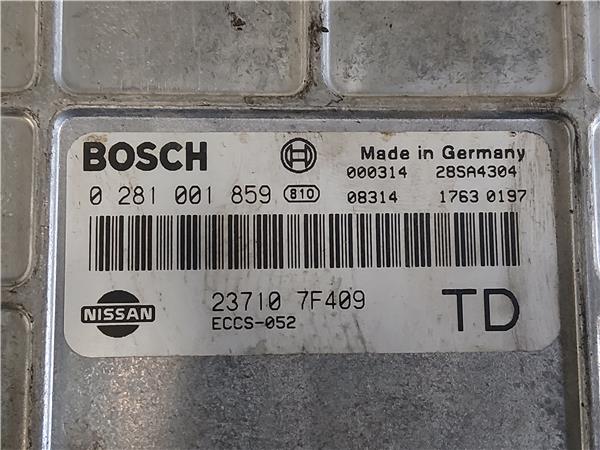 BOSCH
Made in Germany
000314 28SA4304
0 281 001 859 810
08314 1763 0197
NISSAN
23710 7F409
ECCS-052
TD